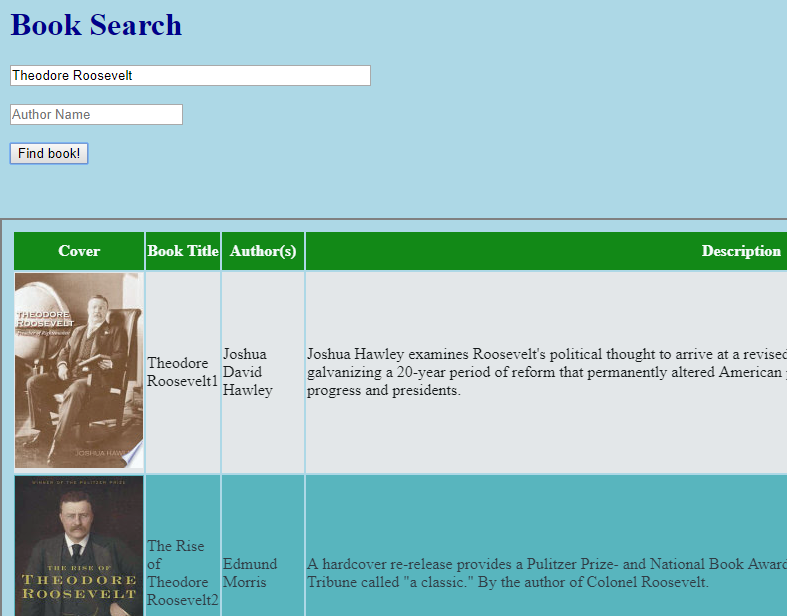 Book Search
Theodore Roosevelt
Author Name
Find book!
Cover Book Title Author(s) Description
THEODORE
ROOSEVELT
JOSHUA HAWL
Theodore
Roosevelt1
Joshua
David
Hawley
Joshua Hawley examines Roosevelt's political thought to arrive at a revised
galvanizing a 20-year period of reform that permanently altered American
progress and presidents.
WINNER OF THE PULITZER PRIZE
THE RISE OF
THEODORE
ROOSEVELT
The Rise
of
Theodore
Roosevelt2
Edmund
Morris
A hardcover re-release provides a Pulitzer Prize- and National Book Award
Tribune called "a classic." By the author of Colonel Roosevelt.